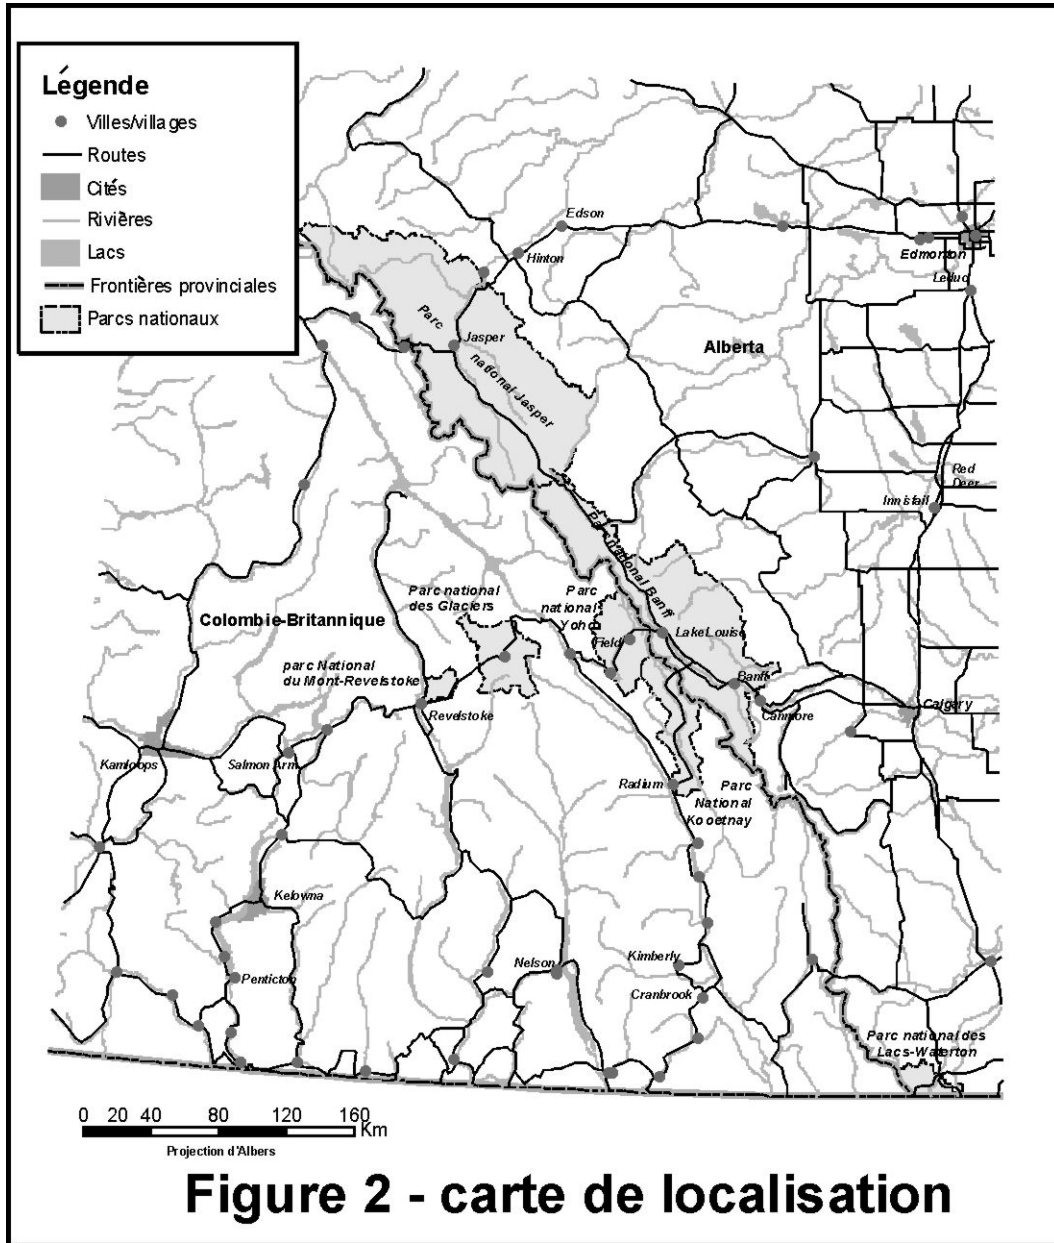 Légende
Villes/villages
Routes
Cités
Rivières
Lacs
Frontières provinciales
Parcs nationaux
Edson
Hinton
Edmonton
Leduc
Parc
national Jasper
Jasper
Alberta
Red
Deer
Innisfail
Parc national Banff
Parc national
des Glaciers
Parc
national
Yoho
Colombie-Britannique
Field
Lake Louise
parc National
du Mont-Revelstoke
Banff
Canmore
Calgary
Revelstoke
Kamloops
Salmon Arm
Radium
Parc
National
Kooetnay
Kelowna
Penticton
Nelson
Kimberly
Cranbrook
Parc national des
Lacs-Waterton
0 20 40 80 120 160
Km
Projection d'Albers
Figure 2 - carte de localisation